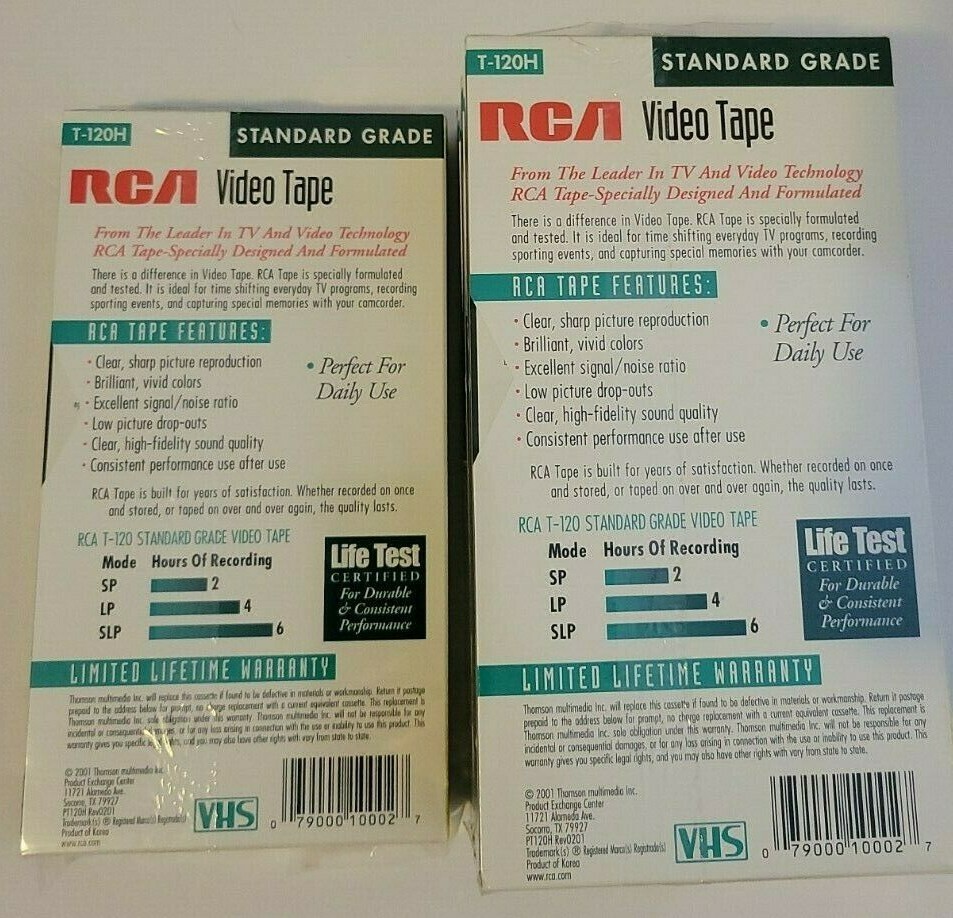 T-120H
STANDARD GRADE
RCA Video Tape
From The Leader In TV And Video Technology
RCA Tape-Specially Designed And Formulated
There is a difference in Video Tape. RCA Tape is specially formulated
and tested. It is ideal for time shifting everyday TV programs, recording
sporting events, and capturing special memories with your camcorder.
RCA TAPE FEATURES:
• Clear, sharp picture reproduction
• Brilliant, vivid colors
• Excellent signal/noise ratio
• Low picture drop-outs
• Clear, high-fidelity sound quality
• Consistent performance use after use
• Perfect For
Daily Use
RCA Tape is built for years of satisfaction. Whether recorded on once
and stored, or taped on over and over again, the quality lasts.
RCA T-120 STANDARD GRADE VIDEO TAPE
Mode Hours Of Recording
SP 2
LP 4
SLP 6
Life Test
CERTIFIED
For Durable
& Consistent
Performance
LIMITED LIFETIME WARRANTY
Thomson multimedia Inc. will replace this cassette if found to be defective in materials or workmanship. Return it postage
prepaid to the address below for prompt, no charge replacement with a current equivalent cassette. This replacement is
Thomson multimedia Inc. sole obligation under this warranty. Thomson multimedia Inc. will not be responsible for any
incidental or consequential damages, or for any loss arising in connection with the use or inability to use this product. This
warranty gives you specific legal rights, and you may also have other rights with vary from state to state.
© 2001 Thomson multimedia Inc.
Product Exchange Center
11721 Alameda Ave.
Socorro, TX 79927
PT120H Rev0201
Trademark(s) ® Registered Marca(s) Registrada(s)
Product of Korea
www.rca.com
VHS
0 79000 10002 7
T-120H
STANDARD GRADE
RCA Video Tape
From The Leader In TV And Video Technology
RCA Tape-Specially Designed And Formulated
There is a difference in Video Tape. RCA Tape is specially formulated
and tested. It is ideal for time shifting everyday TV programs, recording
sporting events, and capturing special memories with your camcorder.
RCA TAPE FEATURES:
• Clear, sharp picture reproduction
• Brilliant, vivid colors
• Excellent signal/noise ratio
• Low picture drop-outs
• Clear, high-fidelity sound quality
• Consistent performance use after use
• Perfect For
Daily Use
RCA Tape is built for years of satisfaction. Whether recorded on once
and stored, or taped on over and over again, the quality lasts.
RCA T-120 STANDARD GRADE VIDEO TAPE
Mode Hours Of Recording
SP 2
LP 4
SLP 6
Life Test
CERTIFIED
For Durable
& Consistent
Performance
LIMITED LIFETIME WARRANTY
Thomson multimedia Inc. will replace this cassette if found to be defective in materials or workmanship. Return it postage
prepaid to the address below for prompt, no charge replacement with a current equivalent cassette. This replacement is
Thomson multimedia Inc. sole obligation under this warranty. Thomson multimedia Inc. will not be responsible for any
incidental or consequential damages, or for any loss arising in connection with the use or inability to use this product. This
warranty gives you specific legal rights, and you may also have other rights with vary from state to state.
© 2001 Thomson multimedia Inc.
Product Exchange Center
11721 Alameda Ave.
Socorro, TX 79927
PT120H Rev0201
Trademark(s) ® Registered Marca(s) Registrada(s)
Product of Korea
www.rca.com
VHS
0 79000 10002 7